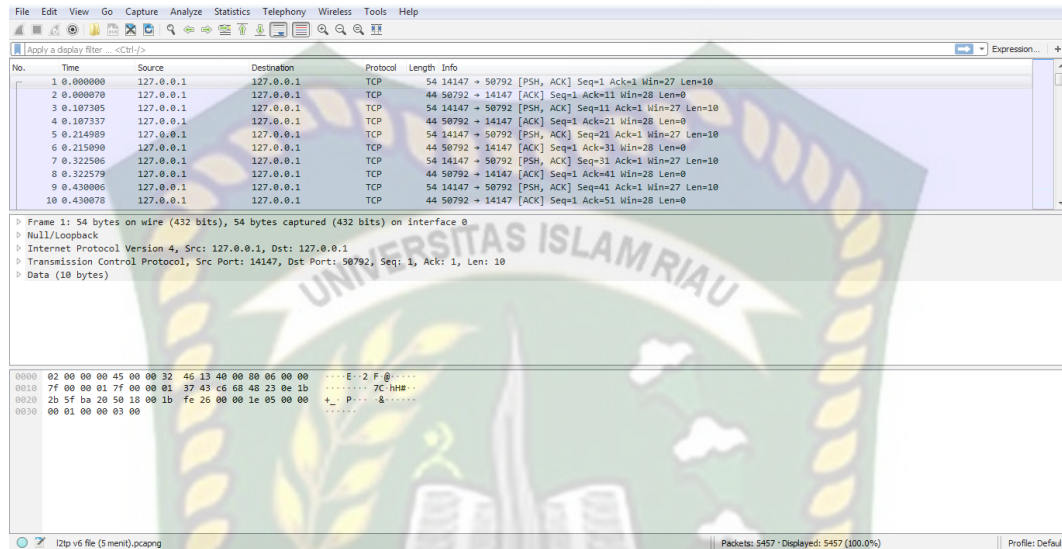 File Edit View Go Capture Analyze Statistics Telephony Wireless Tools Help
Apply a display filter ... <Ctrl-/>
Expression... +
No. Time Source Destination Protocol Length Info
1 0.000000 127.0.0.1 127.0.0.1 TCP 54 14147 → 50792 [PSH, ACK] Seq=1 Ack=1 Win=27 Len=10
2 0.000070 127.0.0.1 127.0.0.1 TCP 44 50792 → 14147 [ACK] Seq=1 Ack=11 Win=28 Len=0
3 0.107305 127.0.0.1 127.0.0.1 TCP 54 14147 → 50792 [PSH, ACK] Seq=11 Ack=1 Win=27 Len=10
4 0.107337 127.0.0.1 127.0.0.1 TCP 44 50792 → 14147 [ACK] Seq=1 Ack=21 Win=28 Len=0
5 0.214989 127.0.0.1 127.0.0.1 TCP 54 14147 → 50792 [PSH, ACK] Seq=21 Ack=1 Win=27 Len=10
6 0.215090 127.0.0.1 127.0.0.1 TCP 44 50792 → 14147 [ACK] Seq=1 Ack=31 Win=28 Len=0
7 0.322506 127.0.0.1 127.0.0.1 TCP 54 14147 → 50792 [PSH, ACK] Seq=31 Ack=1 Win=27 Len=10
8 0.322579 127.0.0.1 127.0.0.1 TCP 44 50792 → 14147 [ACK] Seq=1 Ack=41 Win=28 Len=0
9 0.430006 127.0.0.1 127.0.0.1 TCP 54 14147 → 50792 [PSH, ACK] Seq=41 Ack=1 Win=27 Len=10
10 0.430078 127.0.0.1 127.0.0.1 TCP 44 50792 → 14147 [ACK] Seq=1 Ack=51 Win=28 Len=0
Frame 1: 54 bytes on wire (432 bits), 54 bytes captured (432 bits) on interface 0
Null/Loopback
Internet Protocol Version 4, Src: 127.0.0.1, Dst: 127.0.0.1
Transmission Control Protocol, Src Port: 14147, Dst Port: 50792, Seq: 1, Ack: 1, Len: 10
Data (10 bytes)
UNIVERSITAS ISLAM RIAU
0000 02 00 00 00 45 00 00 32 46 13 40 00 80 06 00 00 ····E··2 F·@·····
0010 7f 00 00 01 7f 00 00 01 37 43 c6 68 48 23 0e 1b ········ 7C·hH#··
0020 2b 5f ba 20 50 18 00 1b fe 26 00 00 1e 05 00 00 +_· P··· ·&······
0030 00 01 00 00 03 00 ······
l2tp v6 file (5 menit).pcapng
Packets: 5457 · Displayed: 5457 (100.0%)
Profile: Defaul